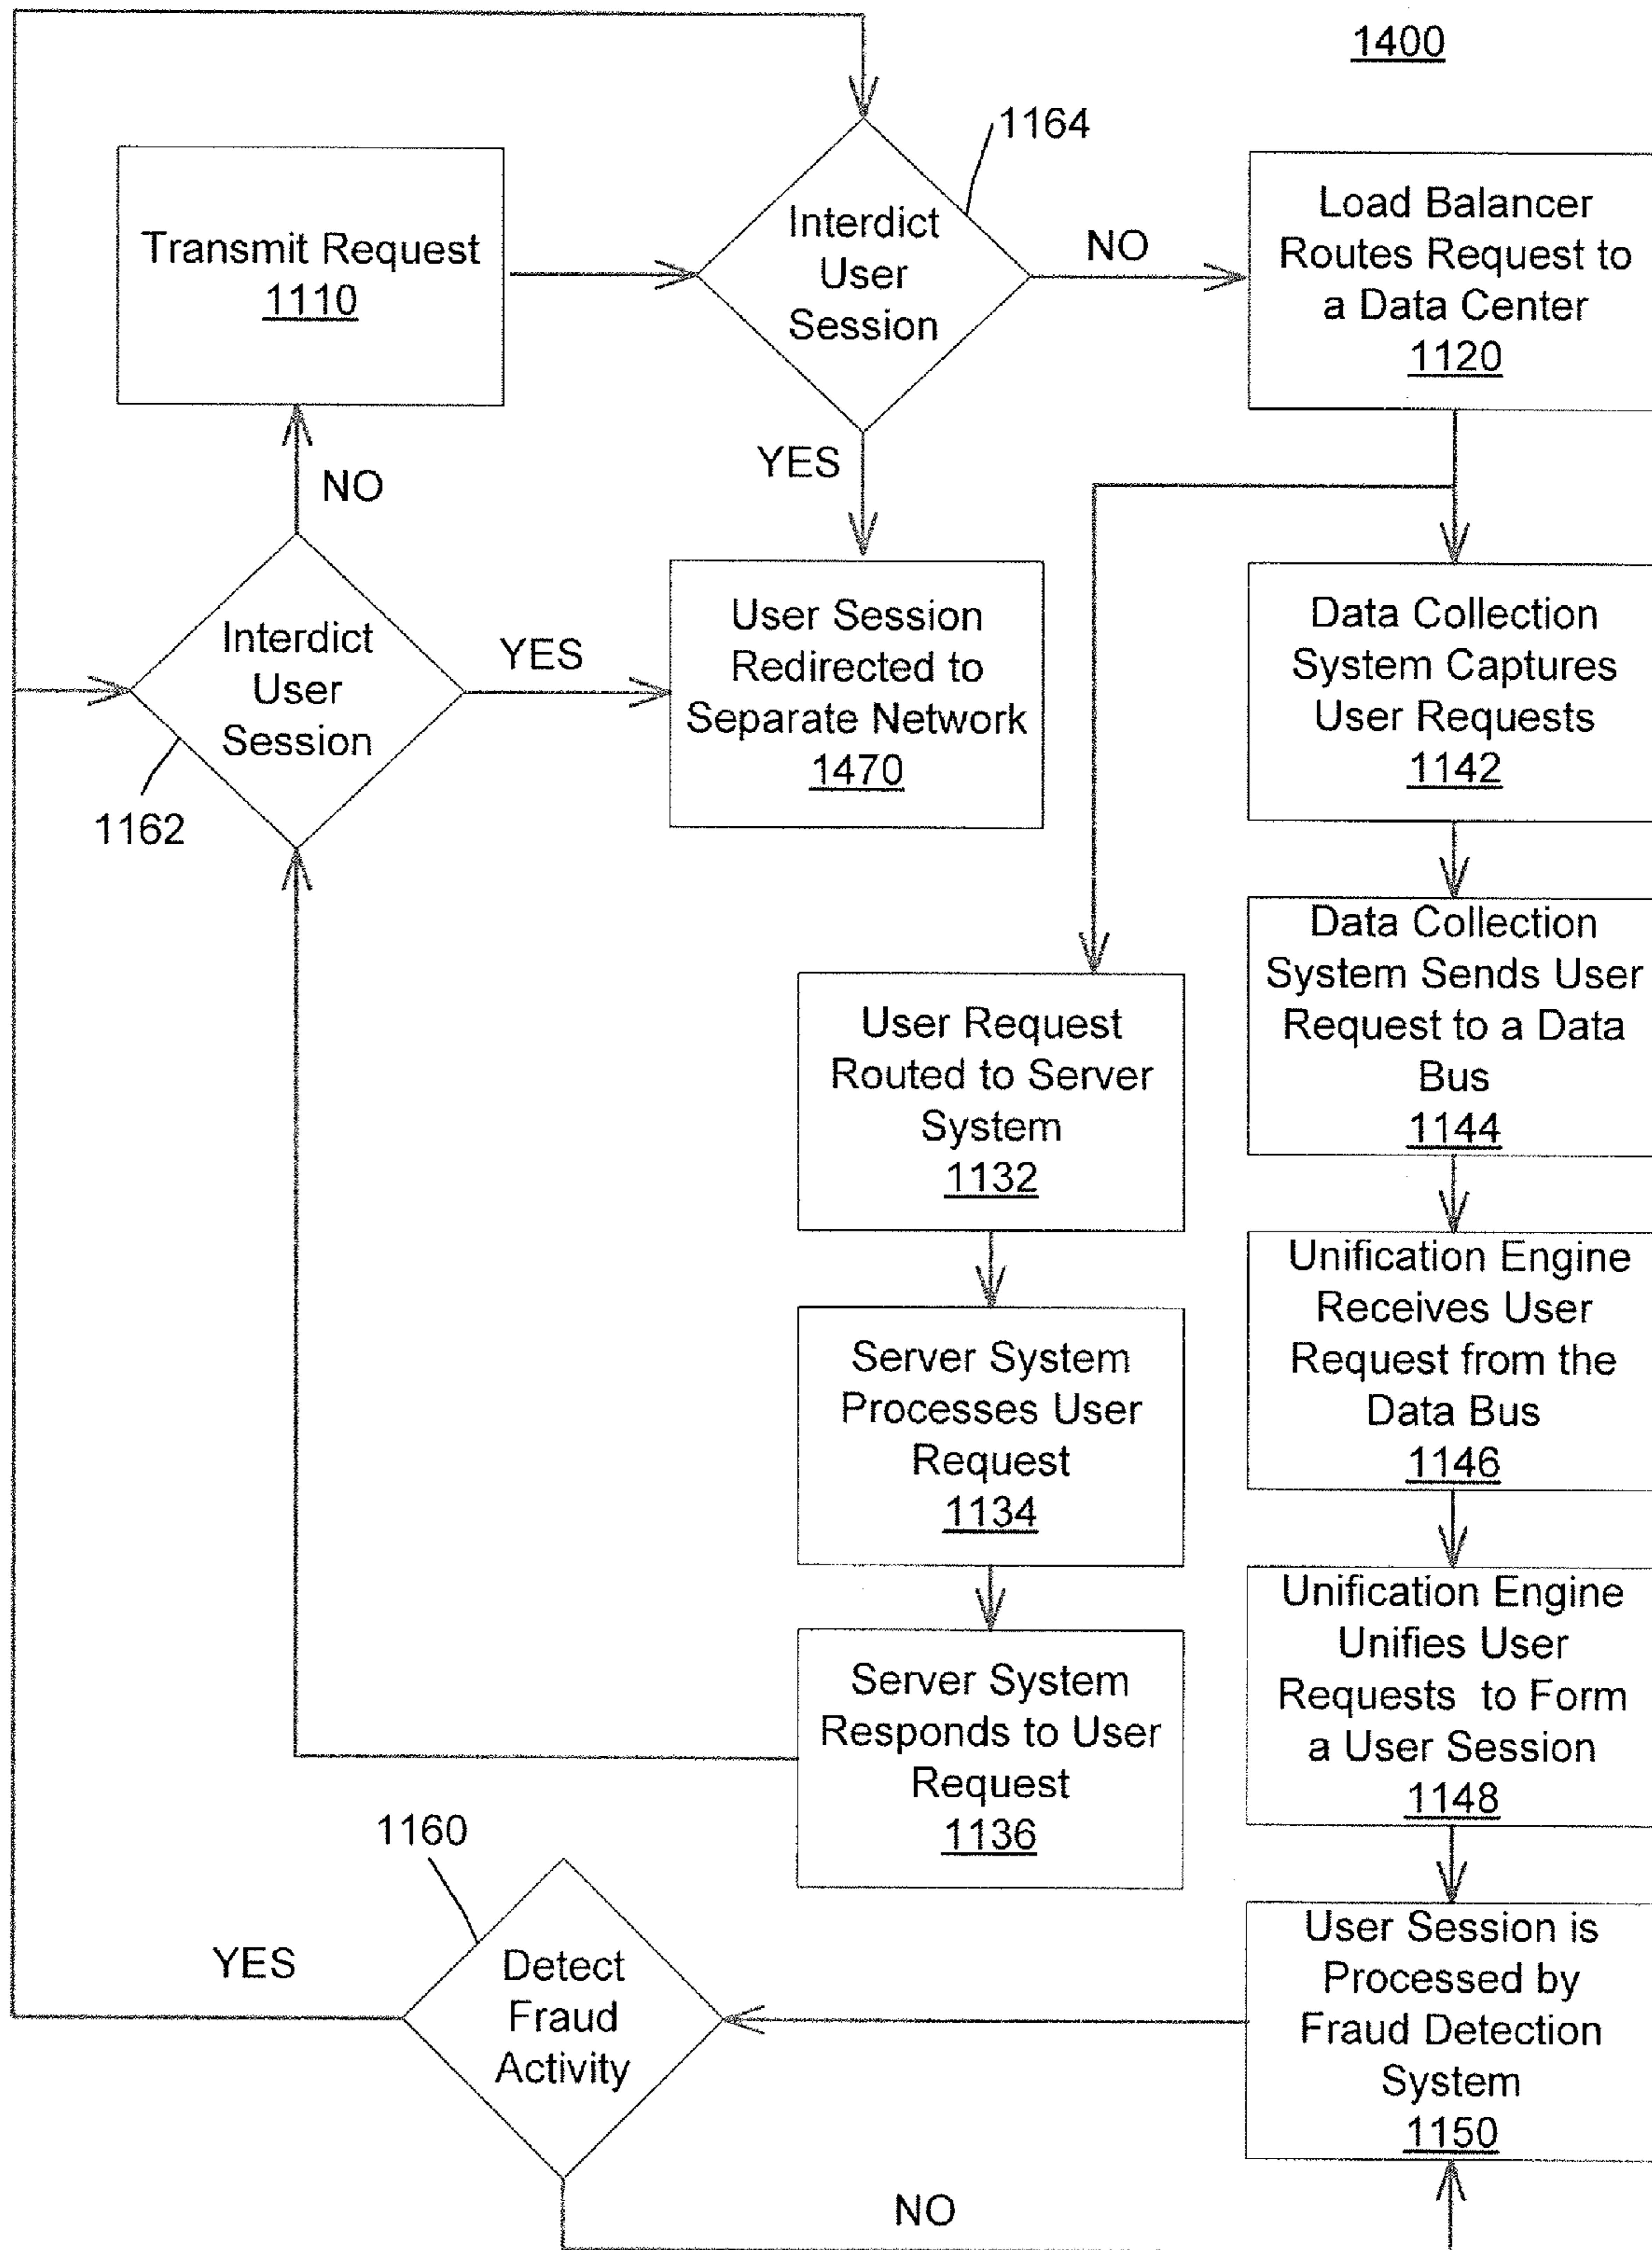 1400
1164
Transmit Request
1110
Interdict
User
Session
NO
Load Balancer
Routes Request to
a Data Center
1120
YES
NO
Interdict
User
Session
1162
YES
User Session
Redirected to
Separate Network
1470
Data Collection
System Captures
User Requests
1142
Data Collection
System Sends User
Request to a Data
Bus
1144
User Request
Routed to Server
System
1132
Unification Engine
Receives User
Request from the
Data Bus
1146
Server System
Processes User
Request
1134
Unification Engine
Unifies User
Requests to Form
a User Session
1148
Server System
Responds to User
Request
1136
1160
YES
Detect
Fraud
Activity
User Session is
Processed by
Fraud Detection
System
1150
NO